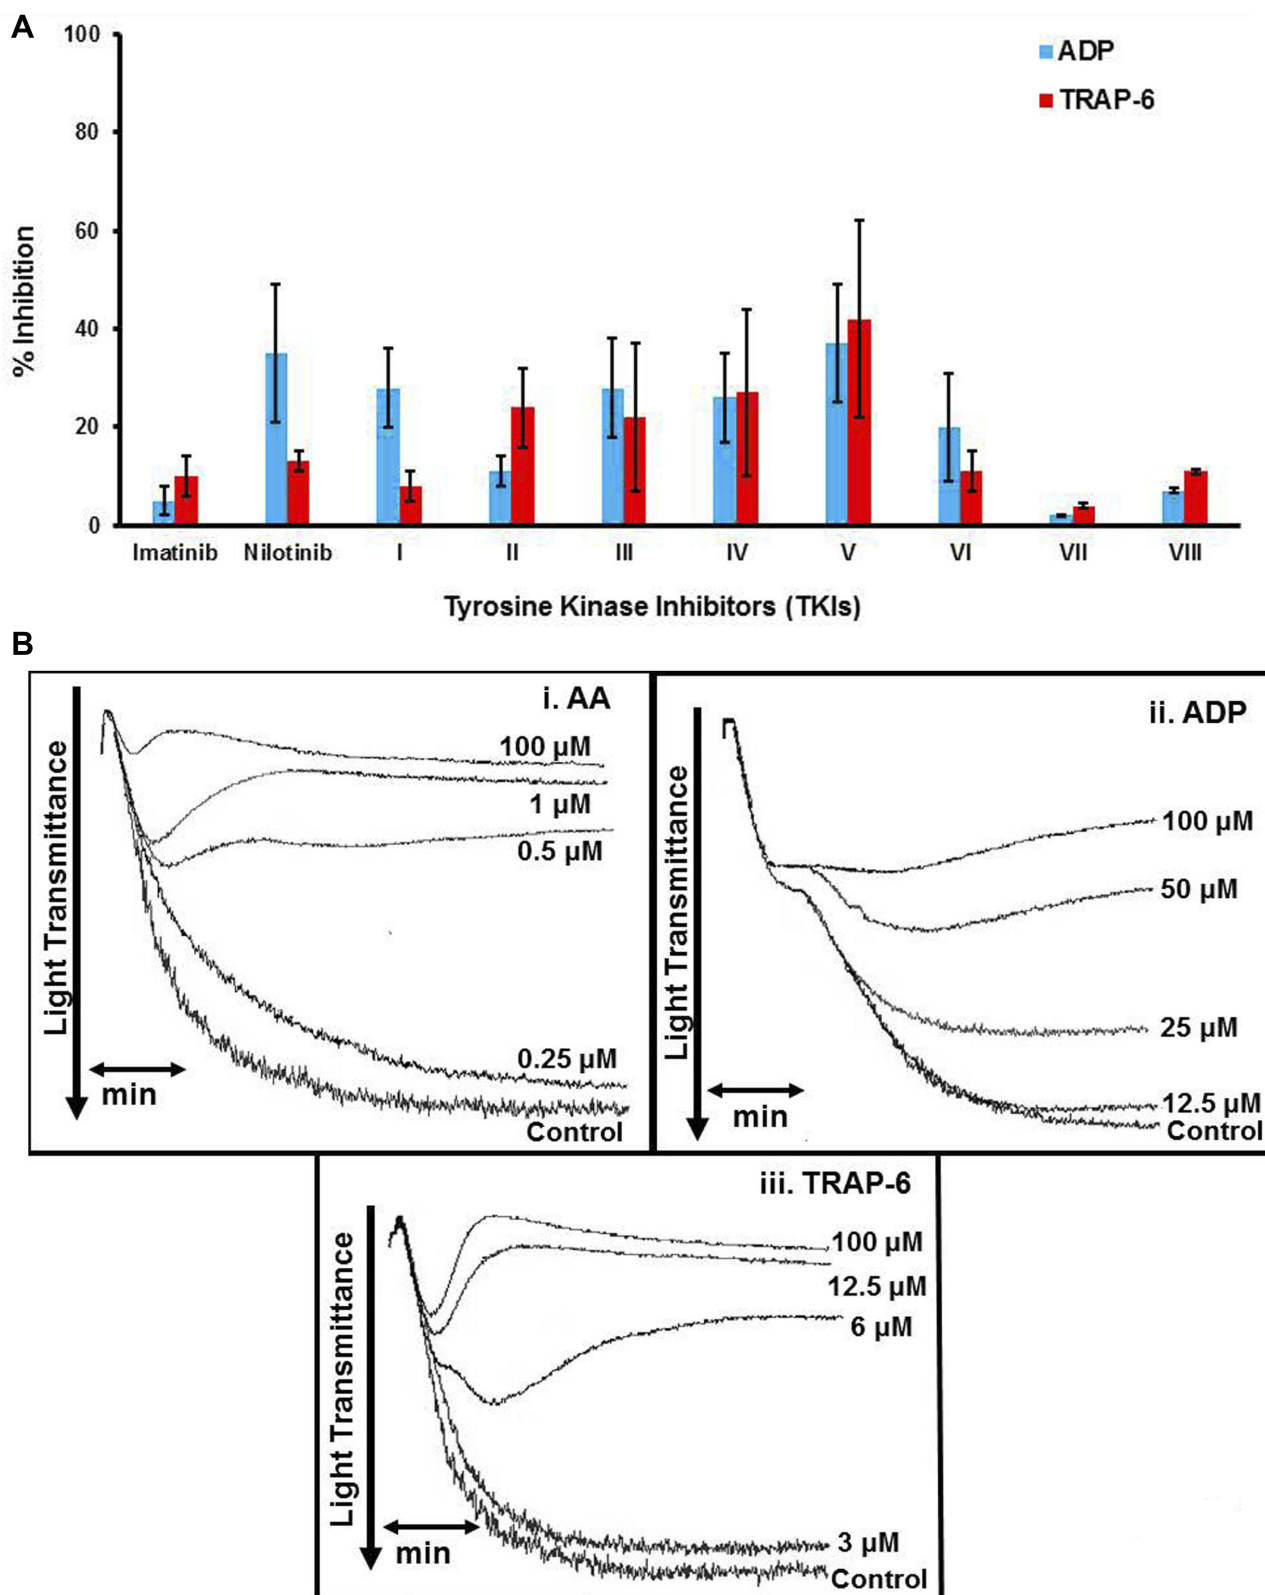 A
100
80
60
40
20
0
% Inhibition
ADP
TRAP-6
Imatinib Nilotinib I II III IV V VI VII VIII
Tyrosine Kinase Inhibitors (TKIs)
B
i. AA
Light Transmittance
100 µM
1 µM
0.5 µM
0.25 µM
Control
min
ii. ADP
Light Transmittance
100 µM
50 µM
25 µM
12.5 µM
Control
min
iii. TRAP-6
Light Transmittance
100 µM
12.5 µM
6 µM
3 µM
Control
min